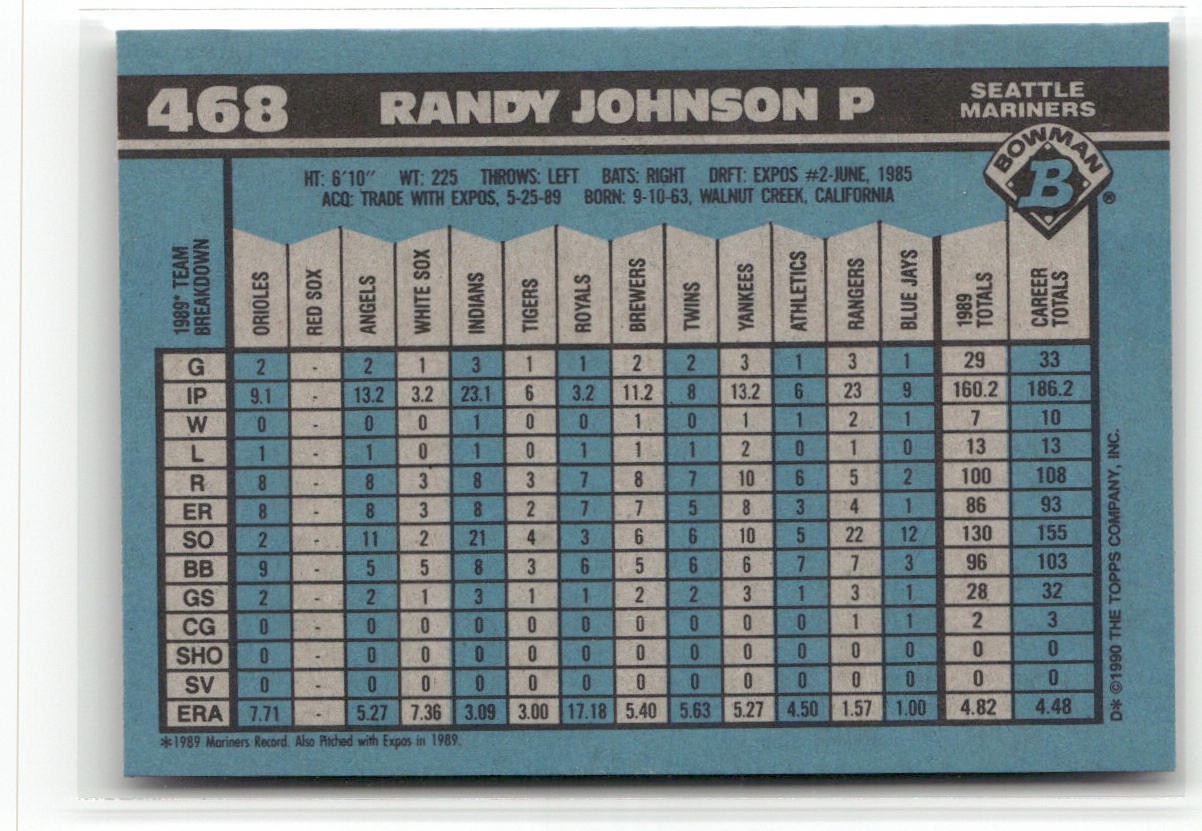 468 RANDY JOHNSON P SEATTLE MARINERS
BOWMAN
B
®
HT: 6'10" WT: 225 THROWS: LEFT BATS: RIGHT DRFT: EXPOS #2-JUNE, 1985
ACQ: TRADE WITH EXPOS, 5-25-89 BORN: 9-10-63, WALNUT CREEK, CALIFORNIA
1989* TEAM BREAKDOWN ORIOLES RED SOX ANGELS WHITE SOX INDIANS TIGERS ROYALS BREWERS TWINS YANKEES ATHLETICS RANGERS BLUE JAYS 1989 TOTALS CAREER TOTALS
G 2 - 2 1 3 1 1 2 2 3 1 3 1 29 33
IP 9.1 - 13.2 3.2 23.1 6 3.2 11.2 8 13.2 6 23 9 160.2 186.2
W 0 - 0 0 1 0 0 1 0 1 1 2 1 7 10
L 1 - 1 0 1 0 1 1 1 2 0 1 0 13 13
R 8 - 8 3 8 3 7 8 7 10 6 5 2 100 108
ER 8 - 8 3 8 2 7 7 5 8 3 4 1 86 93
SO 2 - 11 2 21 4 3 6 6 10 5 22 12 130 155
BB 9 - 5 5 8 3 6 5 6 6 7 7 3 96 103
GS 2 - 2 1 3 1 1 2 2 3 1 3 1 28 32
CG 0 - 0 0 0 0 0 0 0 0 0 1 1 2 3
SHO 0 - 0 0 0 0 0 0 0 0 0 0 0 0 0
SV 0 - 0 0 0 0 0 0 0 0 0 0 0 0 0
ERA 7.71 - 5.27 7.36 3.09 3.00 17.18 5.40 5.63 5.27 4.50 1.57 1.00 4.82 4.48
*1989 Mariners Record. Also Pitched with Expos in 1989.
D* ©1990 THE TOPPS COMPANY, INC.